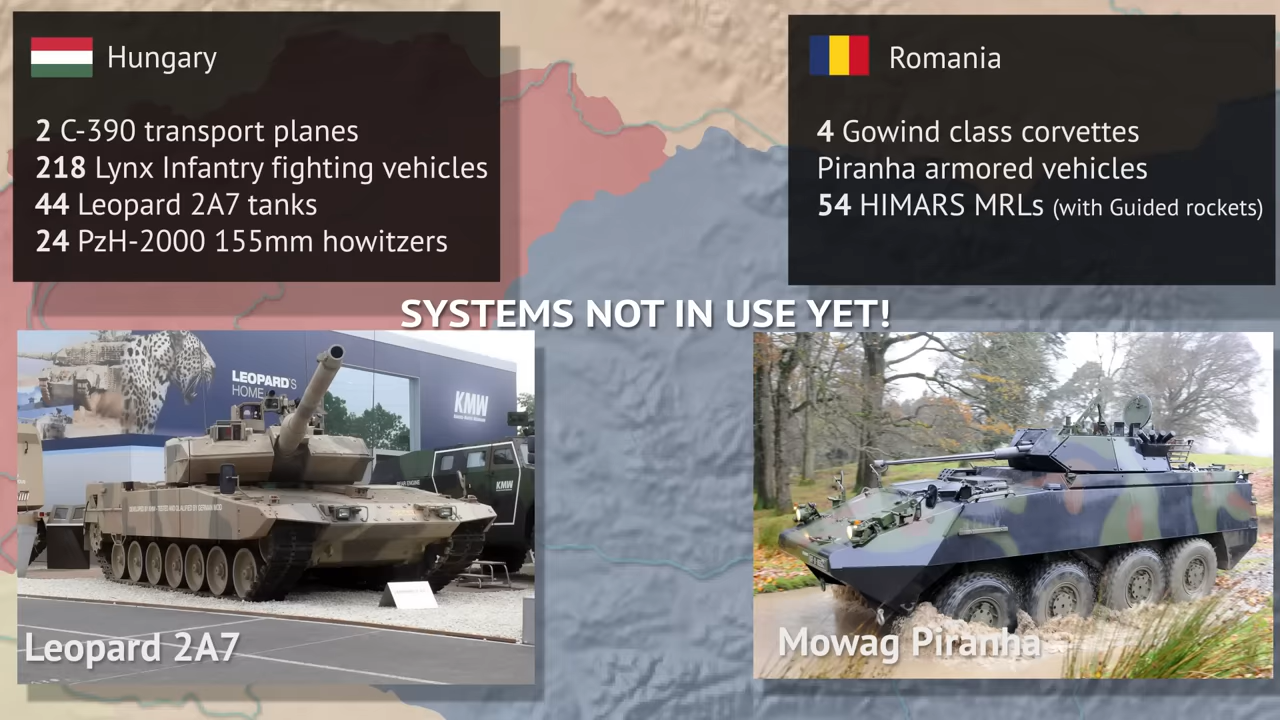 Hungary
2 C-390 transport planes
218 Lynx Infantry fighting vehicles
44 Leopard 2A7 tanks
24 PzH-2000 155mm howitzers
Romania
4 Gowind class corvettes
Piranha armored vehicles
54 HIMARS MRLs (with Guided rockets)
SYSTEMS NOT IN USE YET!
LEOPARD'S
HOME
KMW
KMW
Leopard 2A7
Mowag Piranha